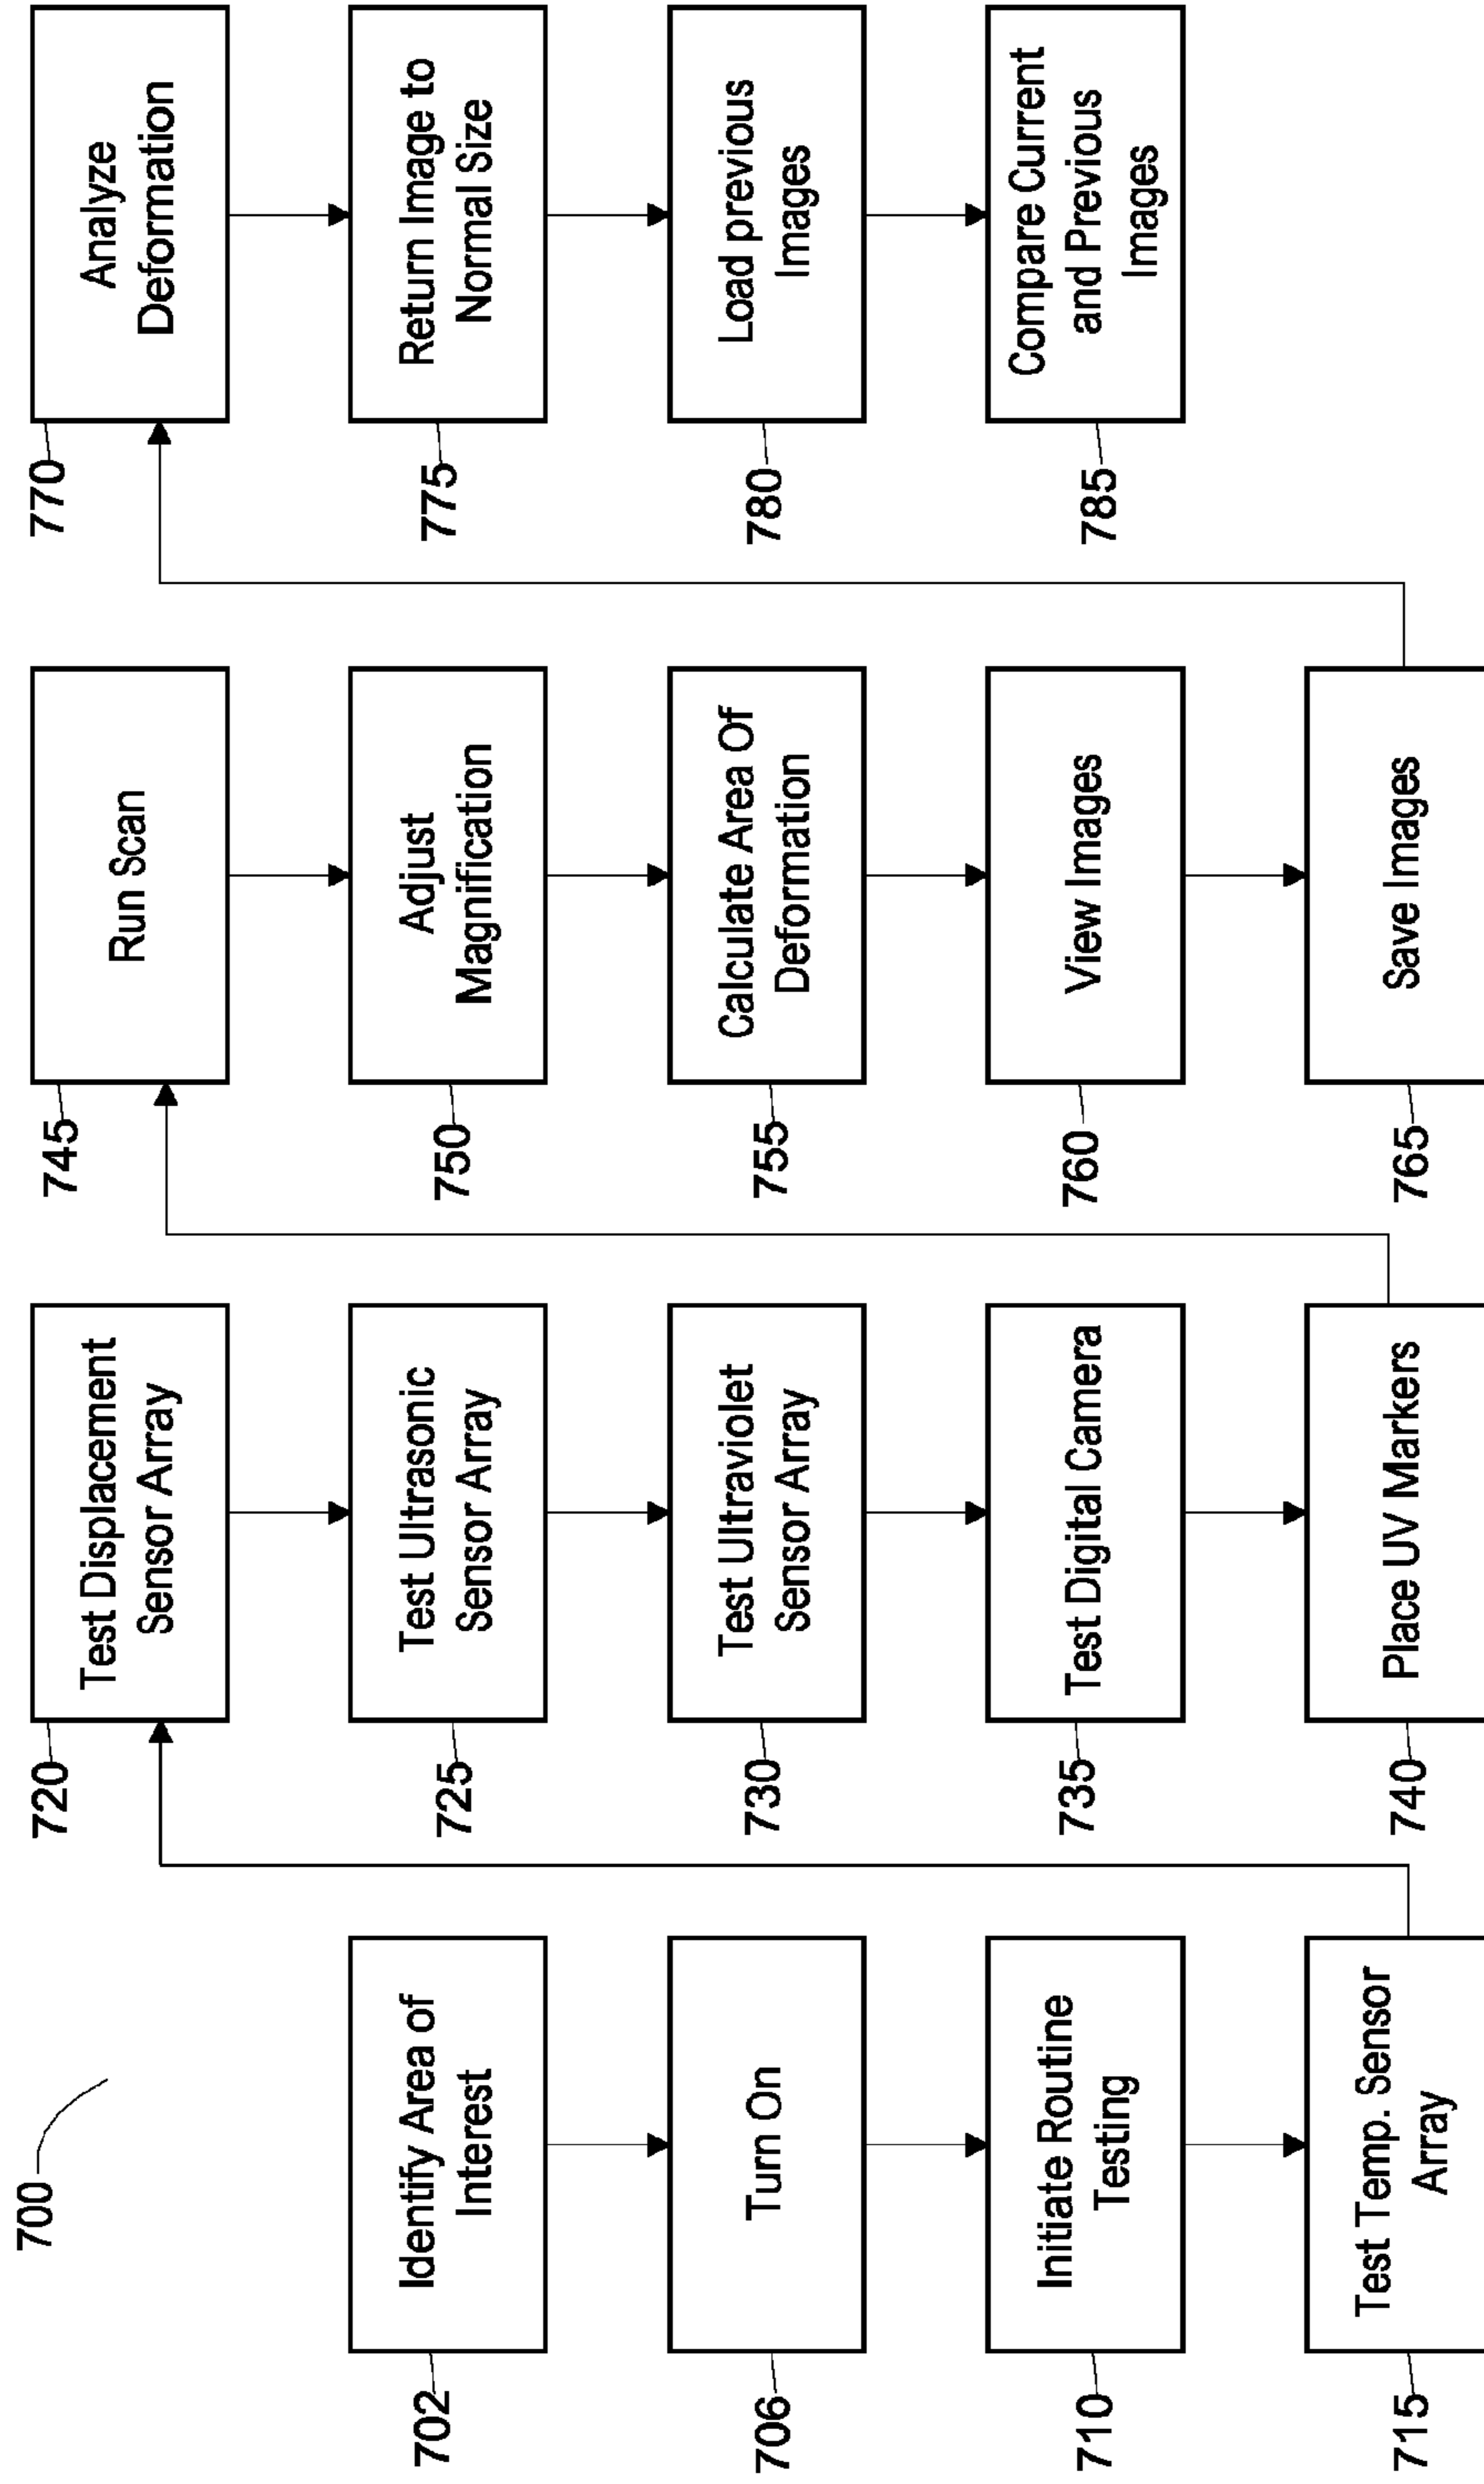 700
702
Identify Area of
Interest
706
Turn On
710
Initiate Routine
Testing
715
Test Temp. Sensor
Array
720
Test Displacement
Sensor Array
725
Test Ultrasonic
Sensor Array
730
Test Ultraviolet
Sensor Array
735
Test Digital Camera
740
Place UV Markers
745
Run Scan
750
Adjust
Magnification
755
Calculate Area Of
Deformation
760
View Images
765
Save Images
770
Analyze
Deformation
775
Return Image to
Normal Size
780
Load previous
Images
785
Compare Current
and Previous
Images